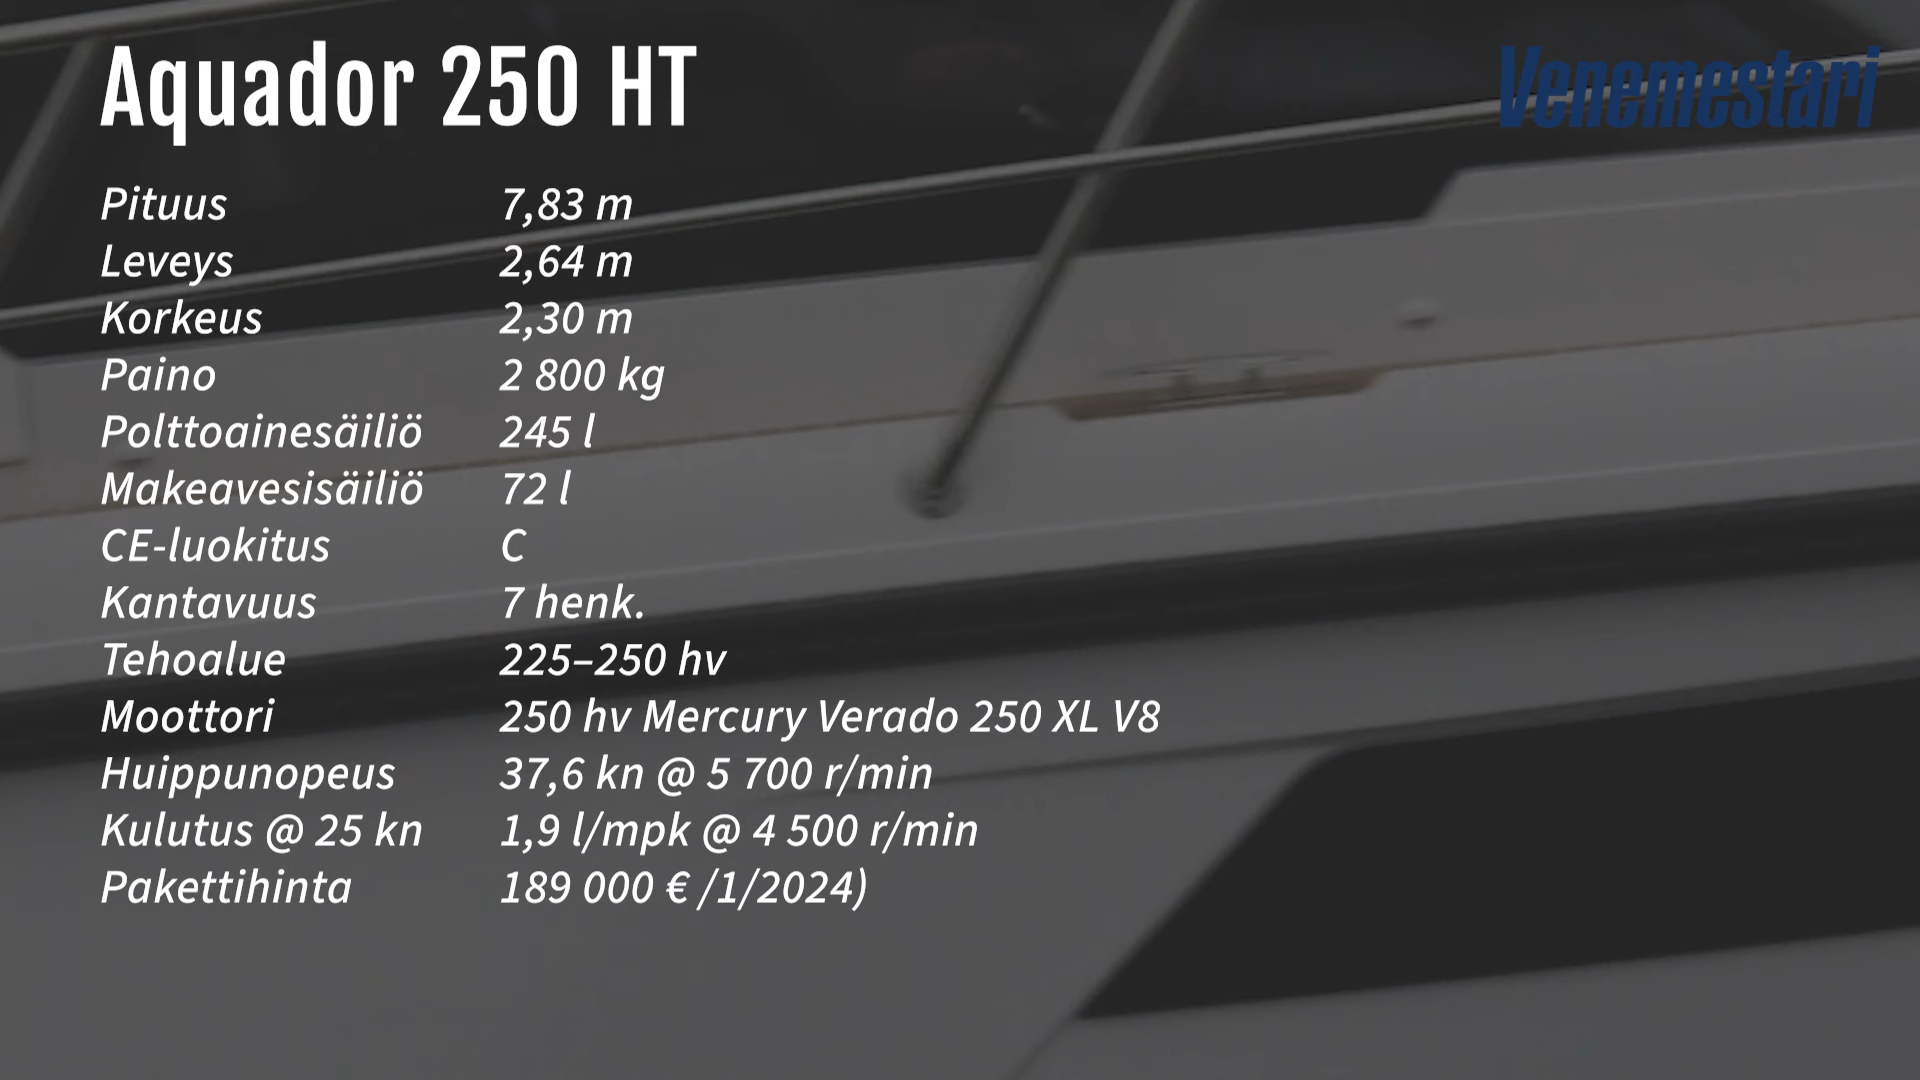 Aquador 250 HT
Venemestari
Pituus 7,83 m
Leveys 2,64 m
Korkeus 2,30 m
Paino 2 800 kg
Polttoainesäiliö 245 l
Makeavesisäiliö 72 l
CE-luokitus C
Kantavuus 7 henk.
Tehoalue 225–250 hv
Moottori 250 hv Mercury Verado 250 XL V8
Huippunopeus 37,6 kn @ 5 700 r/min
Kulutus @ 25 kn 1,9 l/mpk @ 4 500 r/min
Pakettihinta 189 000 € /1/2024)